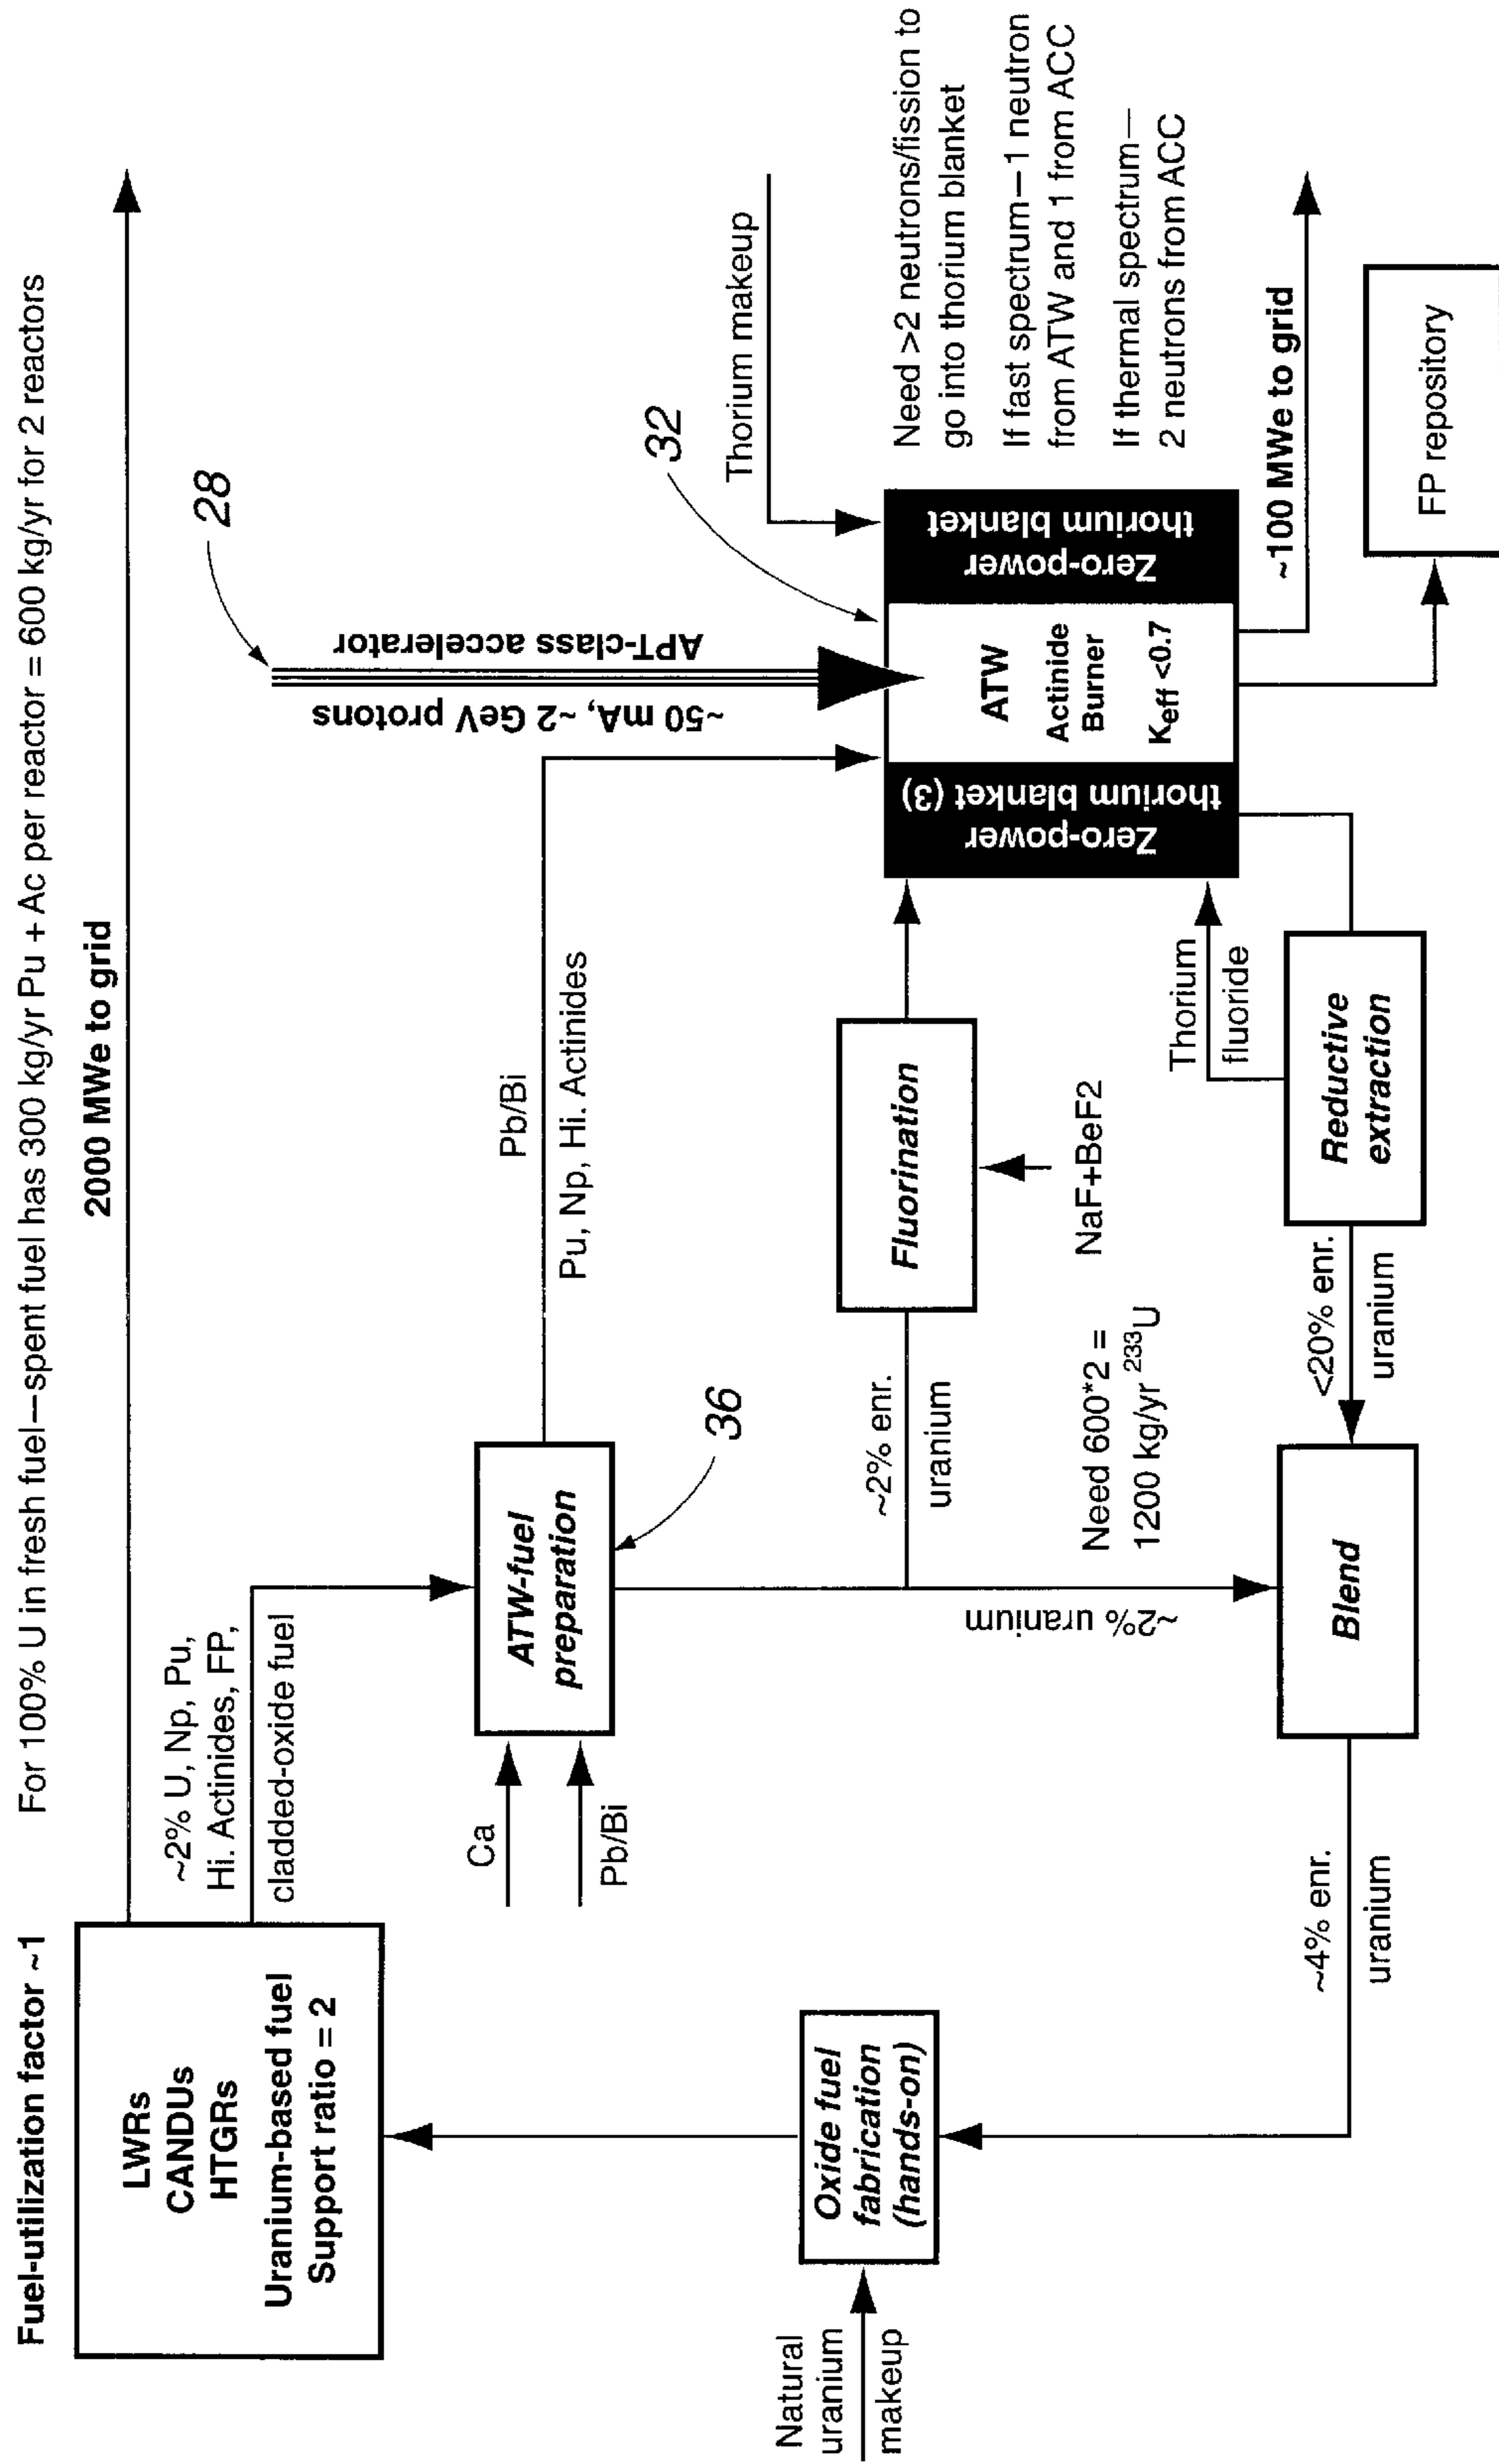 Fuel-utilization factor ~1
For 100% U in fresh fuel—spent fuel has 300 kg/yr Pu + Ac per reactor = 600 kg/yr for 2 reactors
LWRs
CANDUs
HTGRs
Uranium-based fuel
Support ratio = 2
2000 MWe to grid
~2% U, Np, Pu,
Hi. Actinides, FP,
cladded-oxide fuel
28
Ca
Pb/Bi
ATW-fuel
preparation
36
Pb/Bi
Pu, Np, Hi. Actinides
~50 mA, ~2 GeV protons
APT-class accelerator
32
Thorium makeup
Natural
uranium
makeup
Oxide fuel
fabrication
(hands-on)
~2% uranium
~2% enr.
uranium
Fluorination
NaF+BeF2
Need 600*2 =
1200 kg/yr ²³³U
Zero-power
thorium blanket (3)
ATW
Actinide
Burner
Keff <0.7
Zero-power
thorium blanket
Need >2 neutrons/fission to
go into thorium blanket
If fast spectrum—1 neutron
from ATW and 1 from ACC
If thermal spectrum—
2 neutrons from ACC
~4% enr.
uranium
Blend
<20% enr.
uranium
Reductive
extraction
Thorium
fluoride
~100 MWe to grid
FP repository